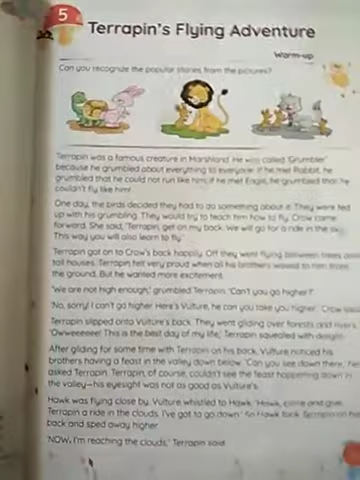 5
Terrapin's Flying Adventure
Warm-up
Can you recognize the popular stories from the pictures?
Terrapin was a famous creature in Marshland. He was called 'Grumbler'
because he grumbled about everything to everyone. If he met Rabbit, he
grumbled that he could not run like him; if he met Eagle, he grumbled that he
couldn't fly like him!
One day, the birds decided they had to do something about it. They were fed
up with his grumbling. They would try to teach him how to fly. Crow came
forward. She said, 'Terrapin, get on my back. We will go for a ride in the sky.
This way you will also learn to fly.'
Terrapin got on to Crow's back happily. Off they went flying between trees and
tall houses. Terrapin felt very proud when all his brothers waved to him from
the ground. But he wanted more excitement.
'We are not high enough,' grumbled Terrapin. 'Can't you go higher?'
'No, sorry! I can't go higher. Here's Vulture, he can take you higher,' Crow
Terrapin slipped onto Vulture's back. They went gliding over forests and rivers.
'Owweeeeee! This is the best day of my life,' Terrapin squealed with delight.
After gliding for some time with Terrapin on his back, Vulture noticed his
brothers having a feast in the valley down below. 'Can you see down there,' he
asked Terrapin. Terrapin, of course, couldn't see the feast happening down in
the valley—his eyesight was not as good as Vulture's.
Hawk was flying close by. Vulture whistled to Hawk, 'Hawk, come and give
Terrapin a ride in the clouds. I've got to go down.' So Hawk took Terrapin on his
back and sped away higher.
'NOW, I'm reaching the clouds,' Terrapin said